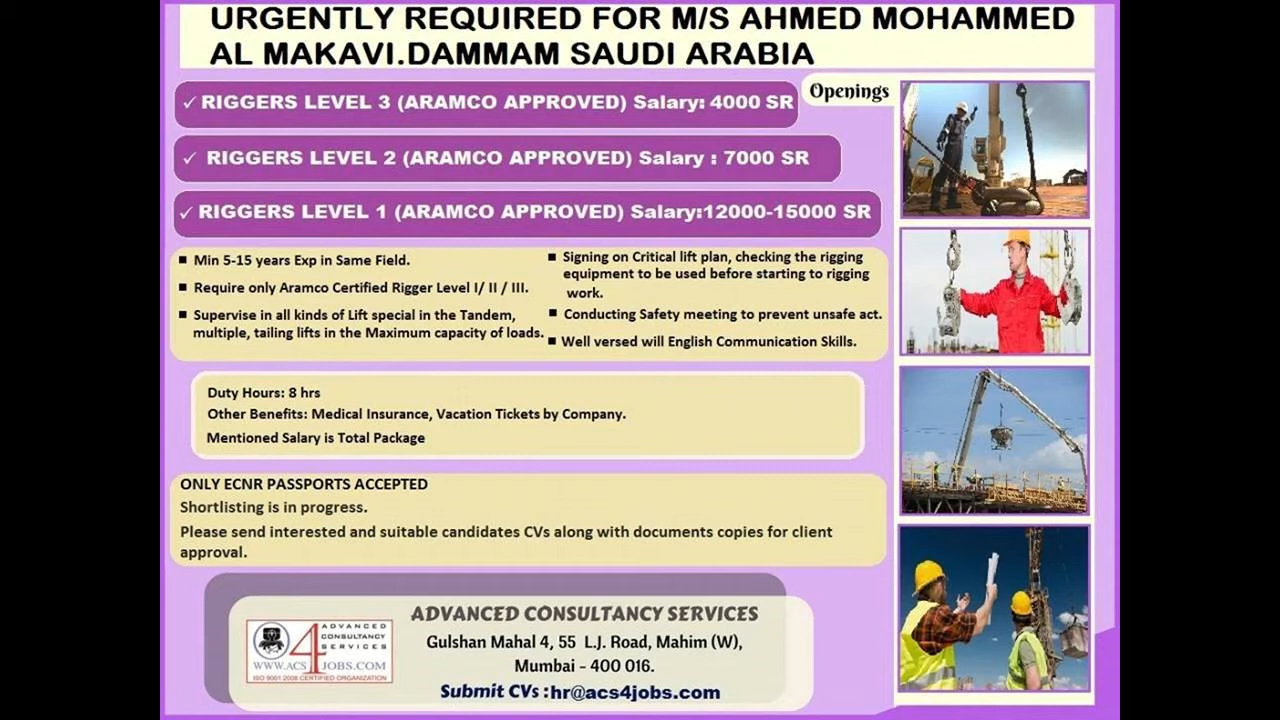 URGENTLY REQUIRED FOR M/S AHMED MOHAMMED
AL MAKAVI.DAMMAM SAUDI ARABIA
Openings
✓ RIGGERS LEVEL 3 (ARAMCO APPROVED) Salary: 4000 SR
✓ RIGGERS LEVEL 2 (ARAMCO APPROVED) Salary : 7000 SR
✓ RIGGERS LEVEL 1 (ARAMCO APPROVED) Salary:12000-15000 SR
■ Min 5-15 years Exp in Same Field.
■ Require only Aramco Certified Rigger Level I/ II / III.
■ Supervise in all kinds of Lift special in the Tandem,
multiple, tailing lifts in the Maximum capacity of loads.
■ Signing on Critical lift plan, checking the rigging
equipment to be used before starting to rigging
work.
■ Conducting Safety meeting to prevent unsafe act.
■ Well versed will English Communication Skills.
Duty Hours: 8 hrs
Other Benefits: Medical Insurance, Vacation Tickets by Company.
Mentioned Salary is Total Package
ONLY ECNR PASSPORTS ACCEPTED
Shortlisting is in progress.
Please send interested and suitable candidates CVs along with documents copies for client
approval.
4 ADVANCED
CONSULTANCY
SERVICES
WWW.ACS4JOBS.COM
ISO 9001:2008 CERTIFIED ORGANIZATION
ADVANCED CONSULTANCY SERVICES
Gulshan Mahal 4, 55 L.J. Road, Mahim (W),
Mumbai - 400 016.
Submit CVs :hr@acs4jobs.com